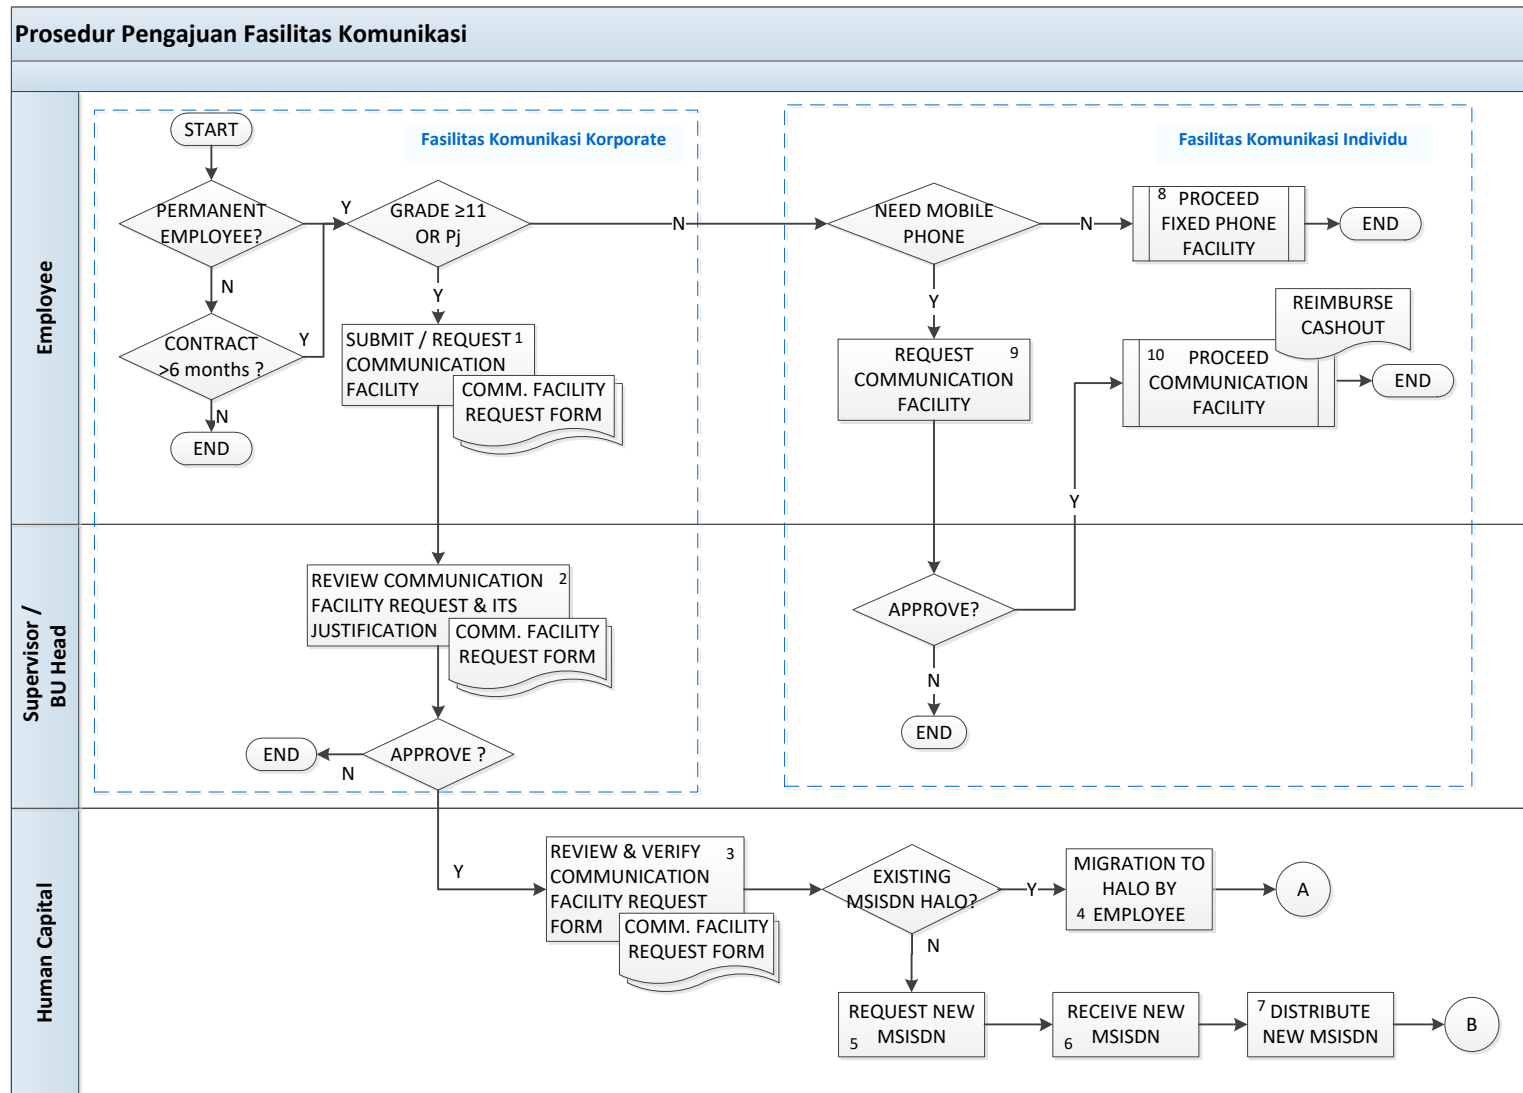 Prosedur Pengajuan Fasilitas Komunikasi
Employee
Fasilitas Komunikasi Korporate
START
PERMANENT
EMPLOYEE?
Y
N
CONTRACT
>6 months ?
Y
N
END
GRADE ≥11
OR Pj
N
Y
SUBMIT / REQUEST 1
COMMUNICATION
FACILITY
COMM. FACILITY
REQUEST FORM
Fasilitas Komunikasi Individu
NEED MOBILE
PHONE
N
8 PROCEED
FIXED PHONE
FACILITY
END
Y
REQUEST 9
COMMUNICATION
FACILITY
REIMBURSE
CASHOUT
10 PROCEED
COMMUNICATION
FACILITY
END
Y
Supervisor /
BU Head
REVIEW COMMUNICATION 2
FACILITY REQUEST & ITS
JUSTIFICATION
COMM. FACILITY
REQUEST FORM
APPROVE ?
N
END
APPROVE?
N
END
Human Capital
Y
REVIEW & VERIFY 3
COMMUNICATION
FACILITY REQUEST
FORM
COMM. FACILITY
REQUEST FORM
EXISTING
MSISDN HALO?
Y
MIGRATION TO
HALO BY
4 EMPLOYEE
A
N
REQUEST NEW
5 MSISDN
RECEIVE NEW
6 MSISDN
7 DISTRIBUTE
NEW MSISDN
B